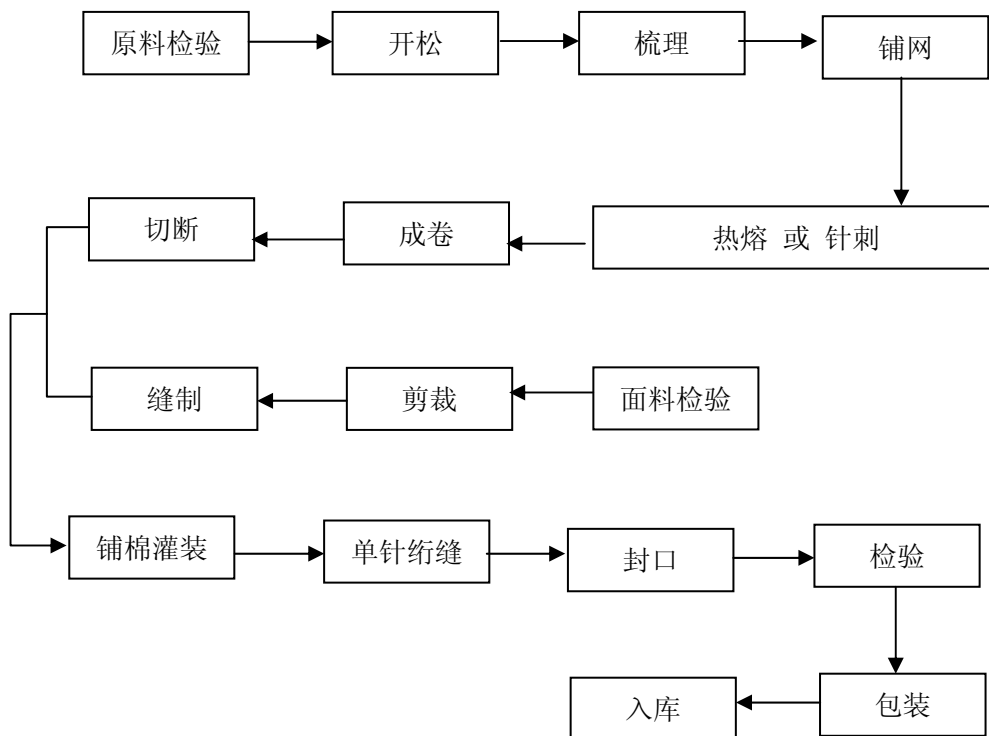 原料检验
开松
梳理
铺网
切断
成卷
热熔 或 针刺
缝制
剪裁
面料检验
铺棉灌装
单针绗缝
封口
检验
入库
包装